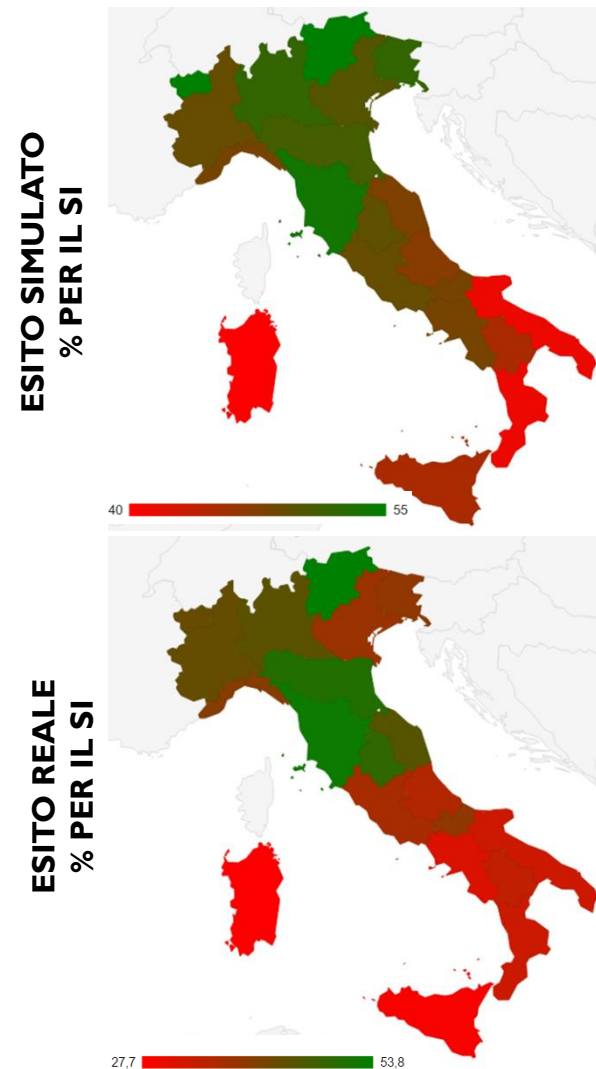 ESITO SIMULATO
% PER IL SI
40
55
ESITO REALE
% PER IL SI
27,7
53,8